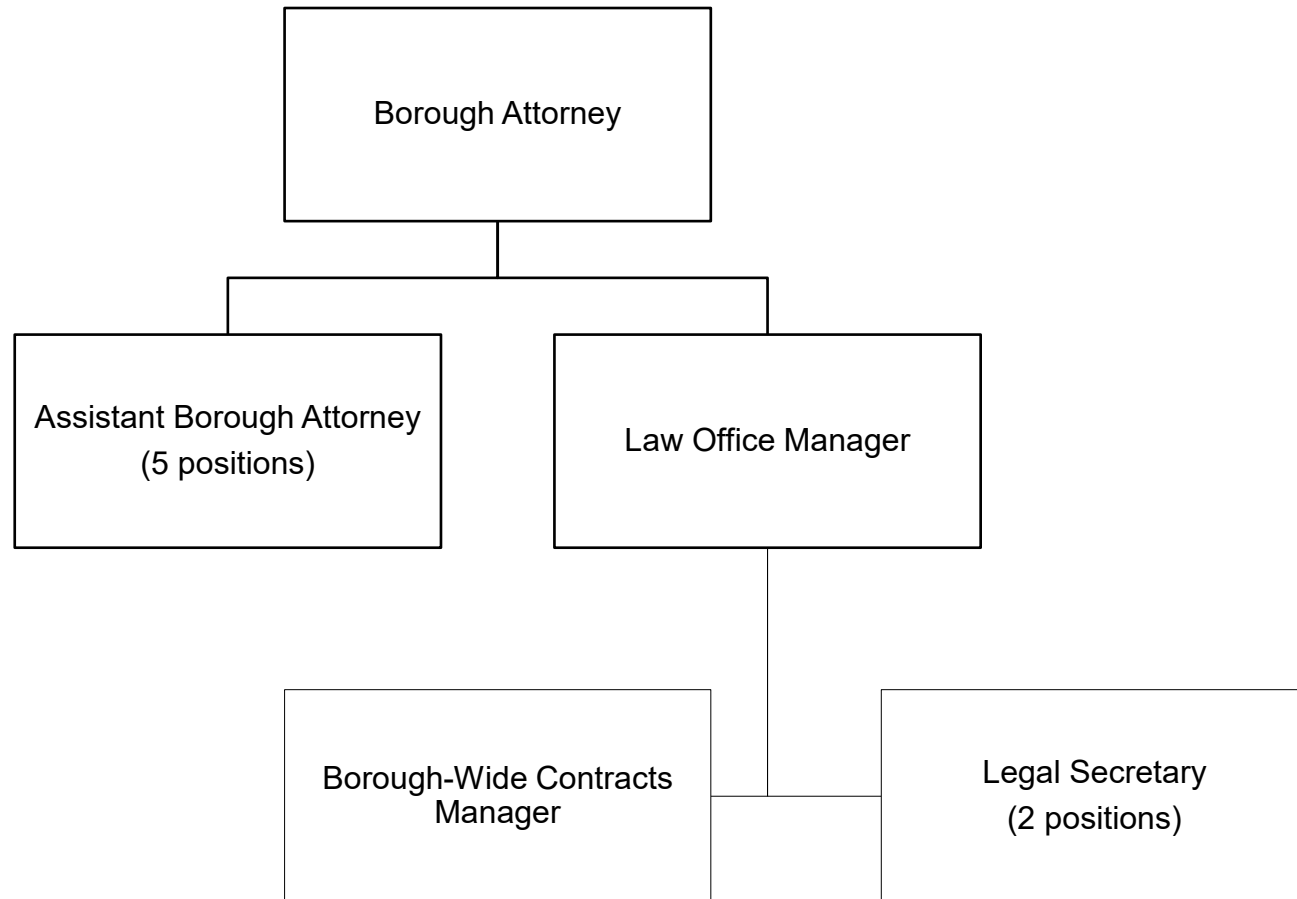 Borough Attorney
Assistant Borough Attorney
(5 positions)
Law Office Manager
Borough-Wide Contracts
Manager
Legal Secretary
(2 positions)